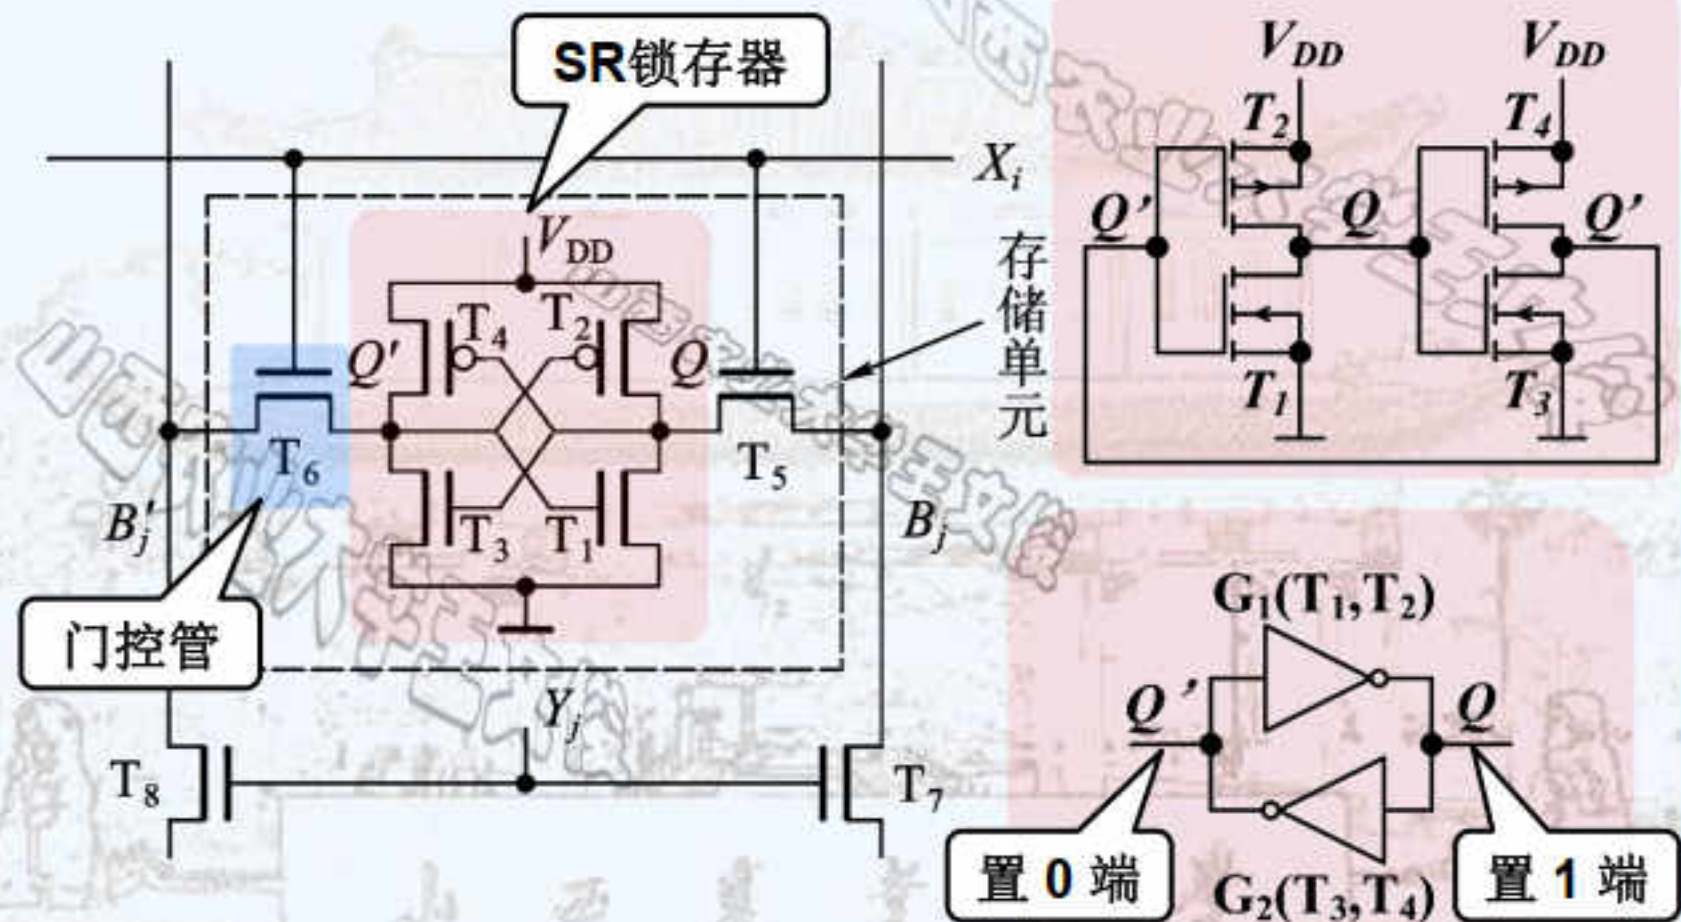 SR锁存器
X_i
存储单元
V_DD
T_4
T_2
Q'
Q
T_6
T_5
T_3
T_1
B_j'
B_j
门控管
Y_j
T_8
T_7
V_DD
V_DD
T_2
T_4
Q'
Q
Q'
T_1
T_3
G_1(T_1,T_2)
Q'
Q
置 0 端
G_2(T_3,T_4)
置 1 端